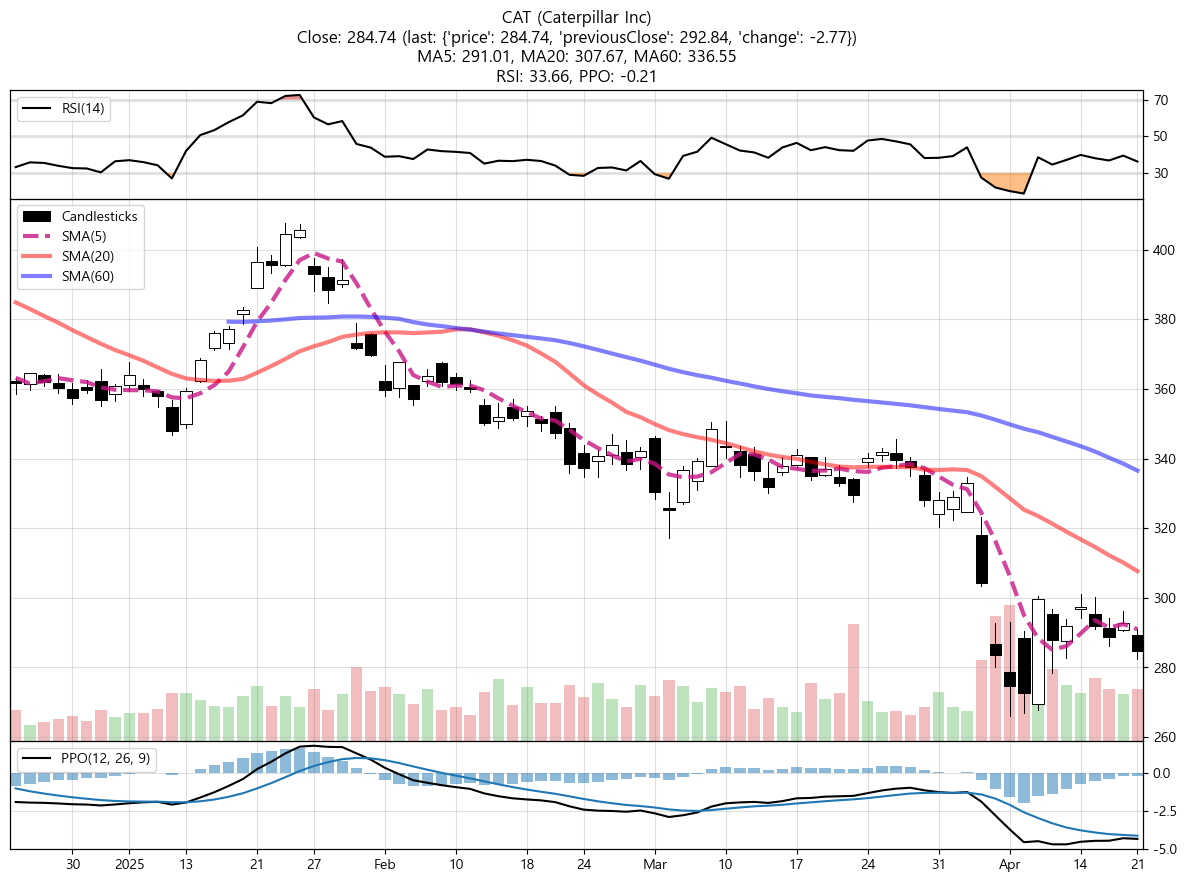 CAT (Caterpillar Inc)
Close: 284.74 (last: {'price': 284.74, 'previousClose': 292.84, 'change': -2.77})
MA5: 291.01, MA20: 307.67, MA60: 336.55
RSI: 33.66, PPO: -0.21
RSI(14)
70
50
30
Candlesticks
SMA(5)
SMA(20)
SMA(60)
400
380
360
340
320
300
280
260
PPO(12, 26, 9)
0.0
-2.5
-5.0
30 2025 13 21 27 Feb 10 18 24 Mar 10 17 24 31 Apr 14 21